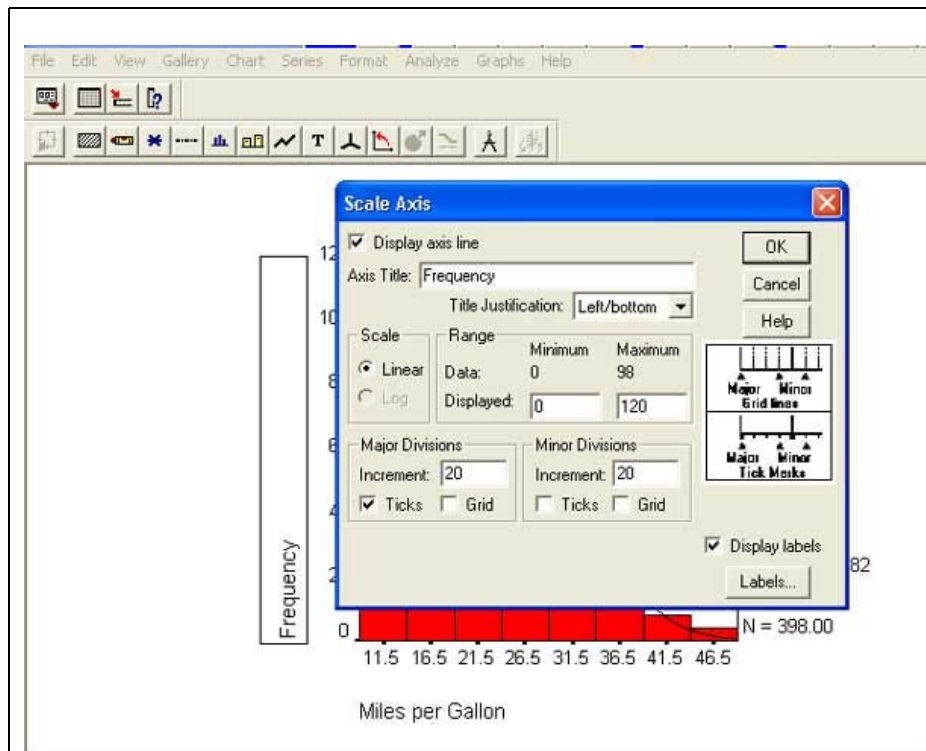 File Edit View Gallery Chart Series Format Analyze Graphs Help
T
Scale Axis
Display axis line
OK
Axis Title: Frequency
Cancel
Title Justification: Left/bottom
Help
Scale
Range
Minimum Maximum
Linear
Data: 0 98
Log
Displayed: 0 120
Major Minor
Grid lines
Major Minor
Tick Marks
Major Divisions
Minor Divisions
Increment: 20
Increment: 20
Ticks Grid
Ticks Grid
Display labels
Labels...
82
N = 398.00
Frequency
0
11.5 16.5 21.5 26.5 31.5 36.5 41.5 46.5
Miles per Gallon